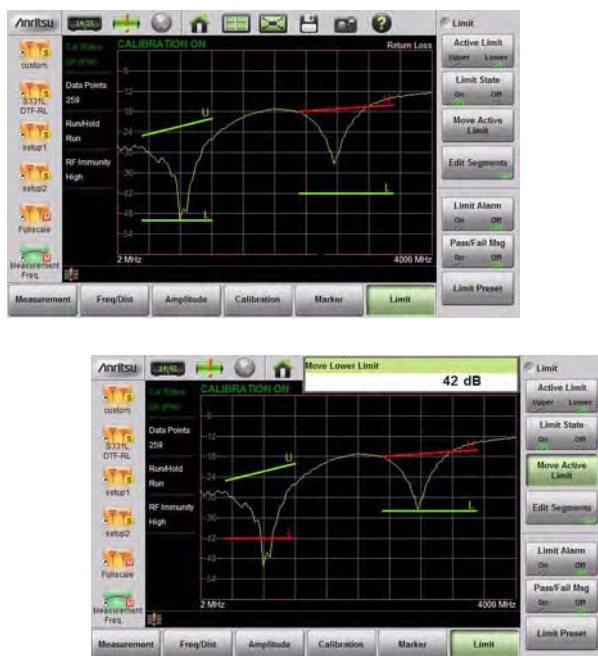 Anritsu 14:35
Limit
CALIBRATION ON
Return Loss
Data Points
259
Run/Hold
Run
RF Immunity
High
custom
S331L
DTF-RL
setup1
setup2
Fullscale
Measurement
Freq.
-6
-12
-18
-24
-30
-36
-42
-48
-54
U
U
L
L
2 MHz
4000 MHz
Active Limit
Upper Lower
Limit State
On Off
Move Active
Limit
Edit Segments
Limit Alarm
On Off
Pass/Fail Msg
On Off
Limit Preset
Measurement
Freq/Dist
Amplitude
Calibration
Marker
Limit
Anritsu 14:42
Move Lower Limit
42 dB
Limit
CALIBRATION ON
Data Points
259
Run/Hold
Run
RF Immunity
High
custom
S331L
DTF-RL
setup1
setup2
Fullscale
Measurement
Freq.
-12
-18
-24
-30
-36
-42
-48
-54
U
U
L
L
2 MHz
4000 MHz
Active Limit
Upper Lower
Limit State
On Off
Move Active
Limit
Edit Segments
Limit Alarm
On Off
Pass/Fail Msg
On Off
Limit Preset
Measurement
Freq/Dist
Amplitude
Calibration
Marker
Limit